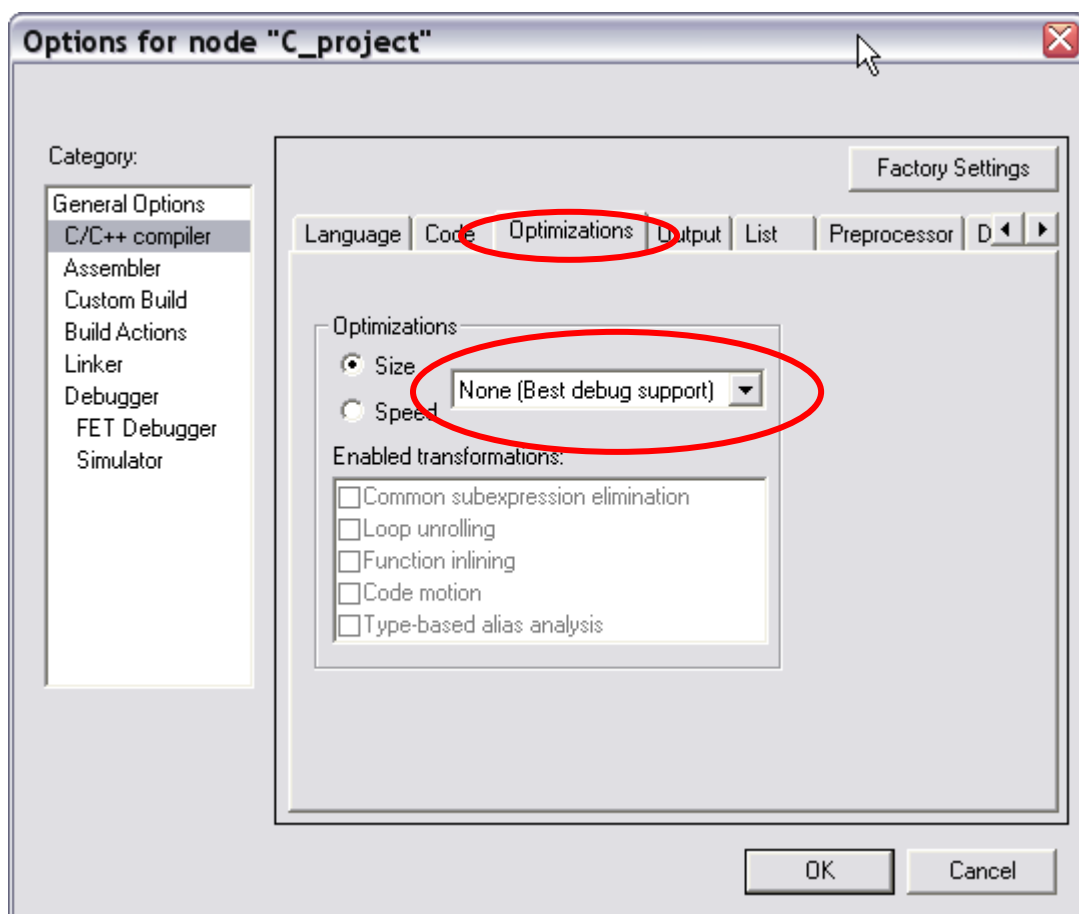 Options for node "C_project"
Category:
Factory Settings
General Options
C/C++ compiler
Assembler
Custom Build
Build Actions
Linker
Debugger
FET Debugger
Simulator
Language Code Optimizations Output List Preprocessor D
Optimizations
Size
None (Best debug support)
Speed
Enabled transformations:
Common subexpression elimination
Loop unrolling
Function inlining
Code motion
Type-based alias analysis
OK Cancel